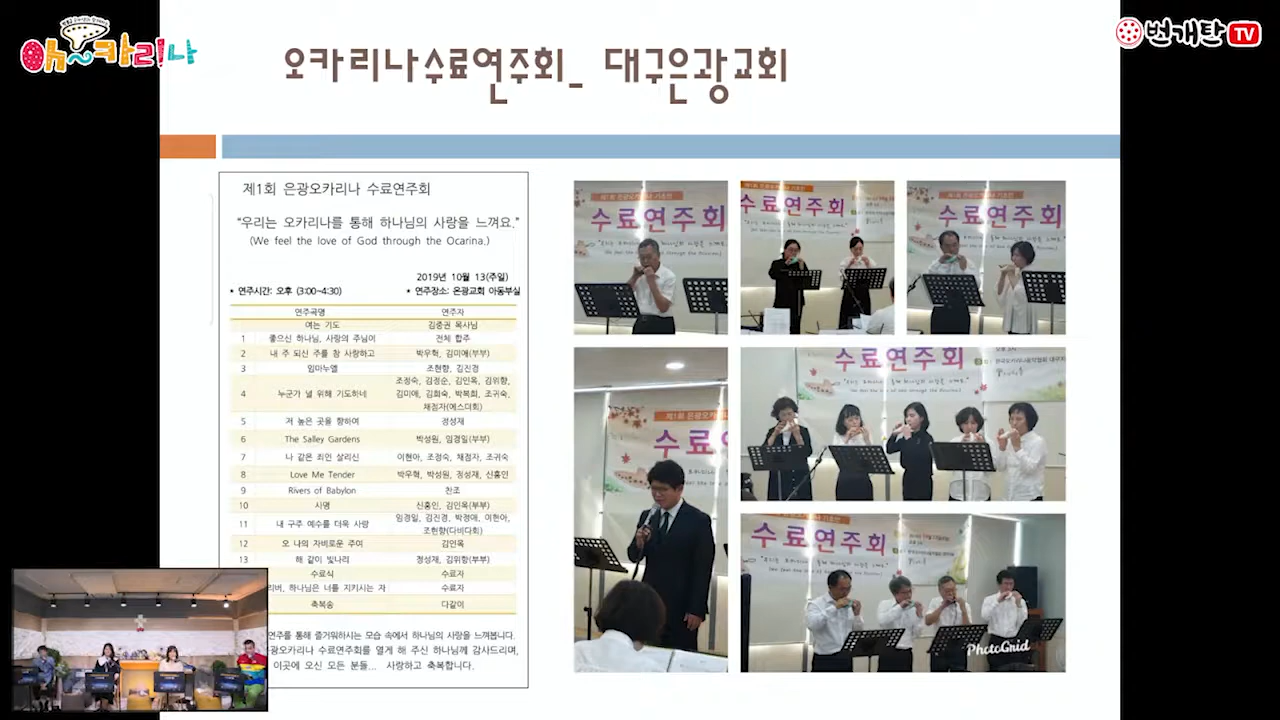 아~카리나
번개탄 TV
오카리나수료연주회_ 대구은광교회
제1회 은광오카리나 수료연주회
“우리는 오카리나를 통해 하나님의 사랑을 느껴요.”
(We feel the love of God through the Ocarina.)
2019년 10월 13(주일)
* 연주시간: 오후 (3:00~4:30) * 연주장소: 은광교회 아동부실
연주곡명 연주자
여는 기도 김중권 목사님
1 좋으신 하나님, 사랑의 주님이 전체 합주
2 내 주 되신 주를 참 사랑하고 박우혁, 김미애(부부)
3 임마누엘 조현향, 김진경
4 누군가 널 위해 기도하네 조정숙, 김정순, 김인옥, 김위향,
김미애, 김희숙, 박복희, 조귀숙,
채점자(에스더회)
5 저 높은 곳을 향하여 정성재
6 The Salley Gardens 박성원, 임경일(부부)
7 나 같은 죄인 살리신 이현아, 조정숙, 채점자, 조귀숙
8 Love Me Tender 박우혁, 박성원, 정성재, 신홍인
9 Rivers of Babylon 찬조
10 사명 신홍인, 김인옥(부부)
11 내 구주 예수를 더욱 사랑 임경일, 김진경, 박정애, 이현아,
조현향(다비다회)
12 오 나의 자비로운 주여 김인옥
13 해 같이 빛나리 정성재, 김위향(부부)
수료식 수료자
리버, 하나님은 너를 지키시는 자 수료자
축복송 다같이
연주를 통해 즐거워하시는 모습 속에서 하나님의 사랑을 느껴봅니다.
광오카리나 수료연주회를 열게 해 주신 하나님께 감사드리며,
이곳에 오신 모든 분들... 사랑하고 축복합니다.
수료연주회
수료연주회
수료연주회
제1회 은광오카리나
수료
수료연주회
수료연주회
PhotoGrid